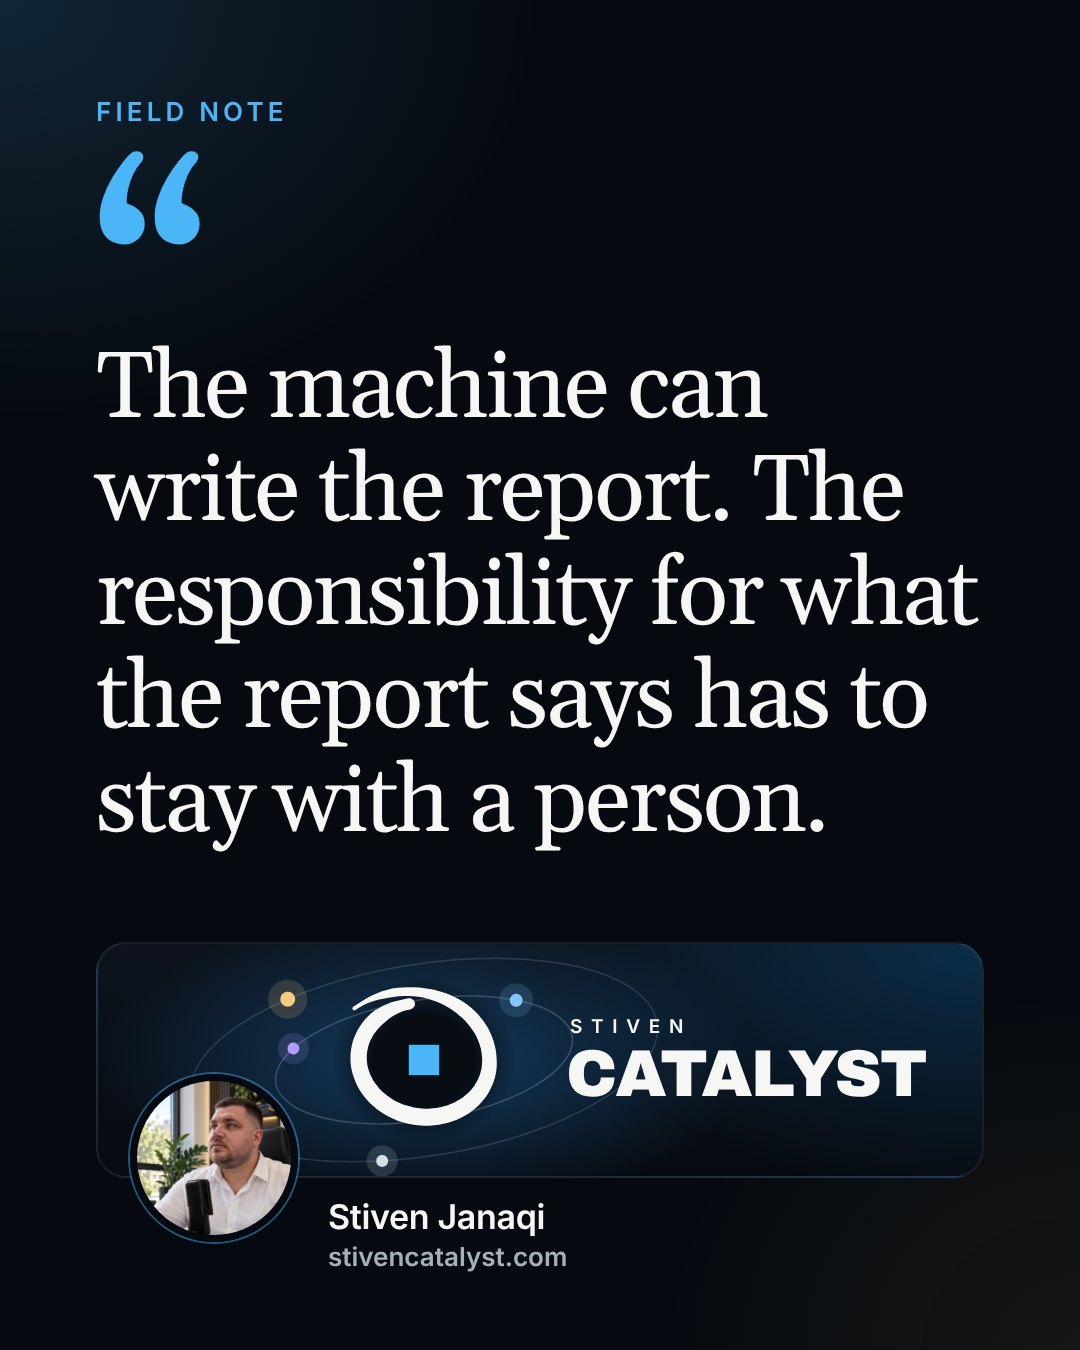 FIELD NOTE
“
The machine can
write the report. The
responsibility for what
the report says has to
stay with a person.
STIVEN
CATALYST
Stiven Janaqi
stivencatalyst.com